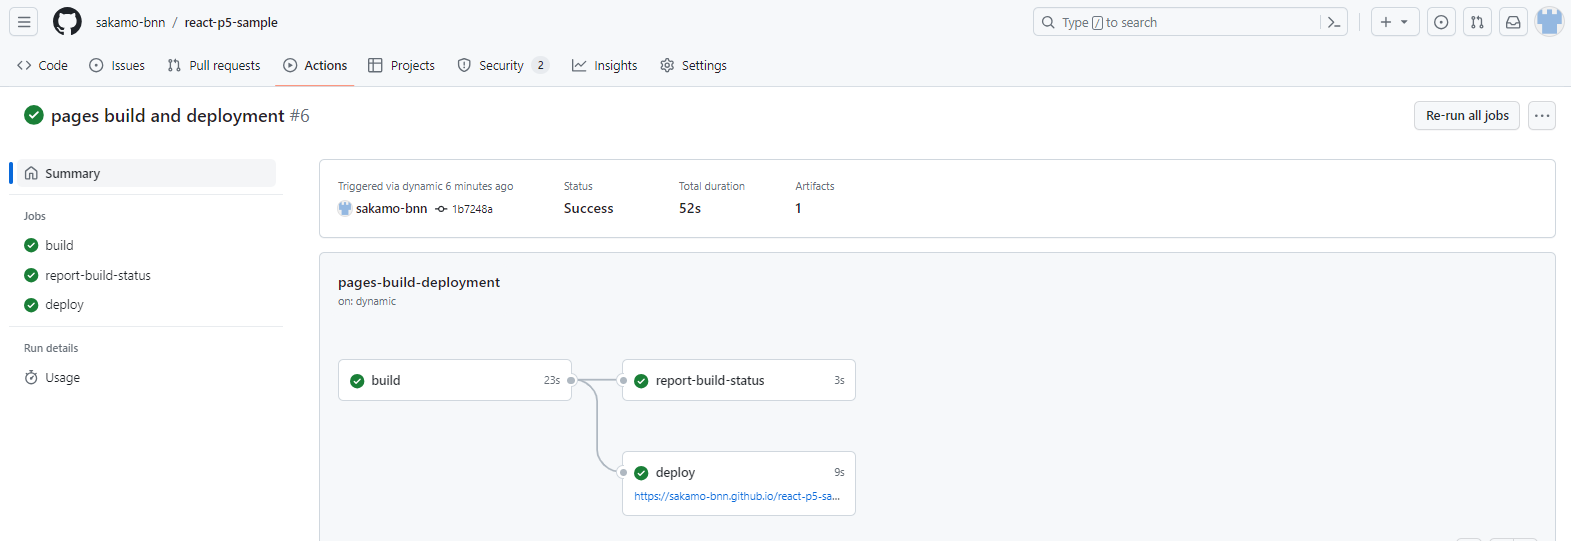 sakamo-bnn / react-p5-sample
Type / to search
Code
Issues
Pull requests
Actions
Projects
Security 2
Insights
Settings
pages build and deployment #6
Re-run all jobs
Summary
Jobs
build
report-build-status
deploy
Run details
Usage
Triggered via dynamic 6 minutes ago
sakamo-bnn 1b7248a
Status
Success
Total duration
52s
Artifacts
1
pages-build-deployment
on: dynamic
build 23s
report-build-status 3s
deploy 9s
https://sakamo-bnn.github.io/react-p5-sa...